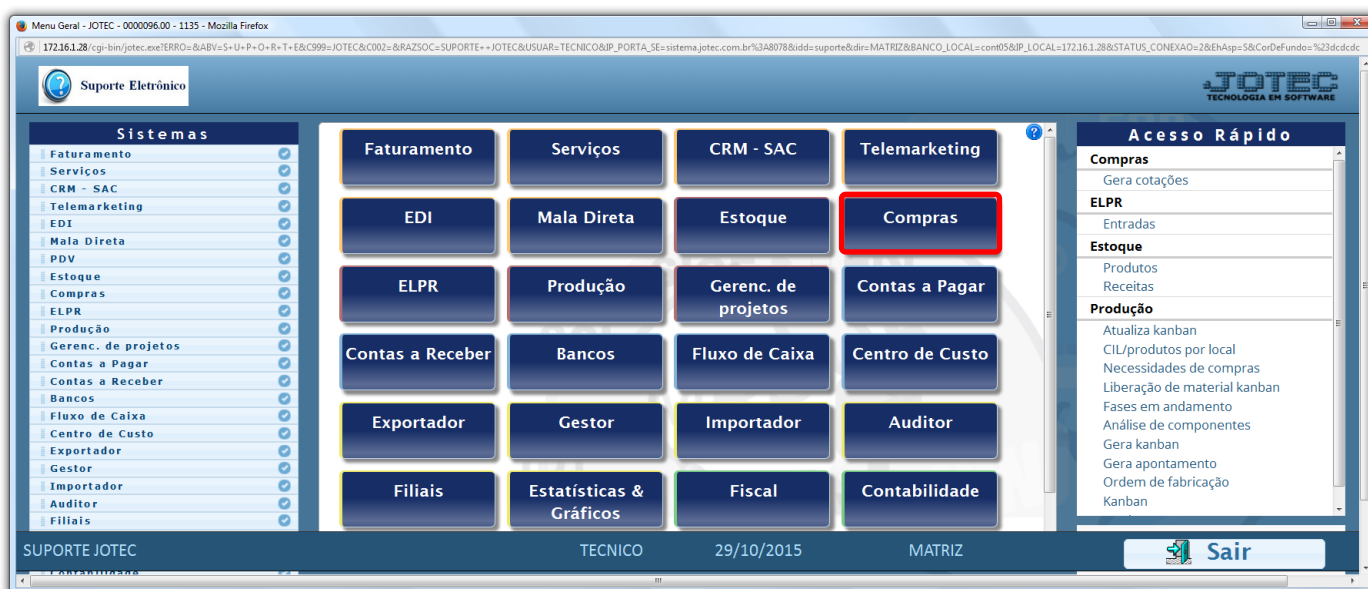 Menu Geral - JOTEC - 0000096.00 - 1135 - Mozilla Firefox
172.16.1.28/cgi-bin/jotec.exe?ERRO=&ABV=S+U+P+O+R+T+E&C999=JOTEC&C002=&RAZSOC=SUPORTE++JOTEC&USUAR=TECNICO&IP_PORTA_SE=sistema.jotec.com.br%3A8078&idd=suporte&dir=MATRIZ&BANCO_LOCAL=cont05&IP_LOCAL=172.16.1.28&STATUS_CONEXAO=2&EhAsp=S&CorDeFundo=%23dcdcdc
Suporte Eletrônico
JOTEC
TECNOLOGIA EM SOFTWARE
Sistemas
Faturamento
Serviços
CRM - SAC
Telemarketing
EDI
Mala Direta
PDV
Estoque
Compras
ELPR
Produção
Gerenc. de projetos
Contas a Pagar
Contas a Receber
Bancos
Fluxo de Caixa
Centro de Custo
Exportador
Gestor
Importador
Auditor
Filiais
Contabilidade
Faturamento
Serviços
CRM - SAC
Telemarketing
EDI
Mala Direta
Estoque
Compras
ELPR
Produção
Gerenc. de
projetos
Contas a Pagar
Contas a Receber
Bancos
Fluxo de Caixa
Centro de Custo
Exportador
Gestor
Importador
Auditor
Filiais
Estatísticas &
Gráficos
Fiscal
Contabilidade
Acesso Rápido
Compras
Gera cotações
ELPR
Entradas
Estoque
Produtos
Receitas
Produção
Atualiza kanban
CIL/produtos por local
Necessidades de compras
Liberação de material kanban
Fases em andamento
Análise de componentes
Gera kanban
Gera apontamento
Ordem de fabricação
Kanban
SUPORTE JOTEC
TECNICO
29/10/2015
MATRIZ
Sair